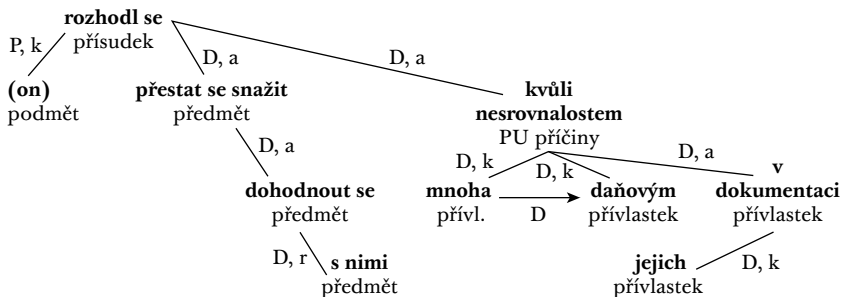 rozhodl se
přísudek
P, k
D, a
D, a
(on)
podmět
přestat se snažit
předmět
kvůli
nesrovnalostem
PU příčiny
D, a
D, k
D, k
D, a
v
dohodnout se
předmět
mnoha
přívl.
D
daňovým
přívlastek
dokumentaci
přívlastek
D, r
s nimi
předmět
jejich
přívlastek
D, k